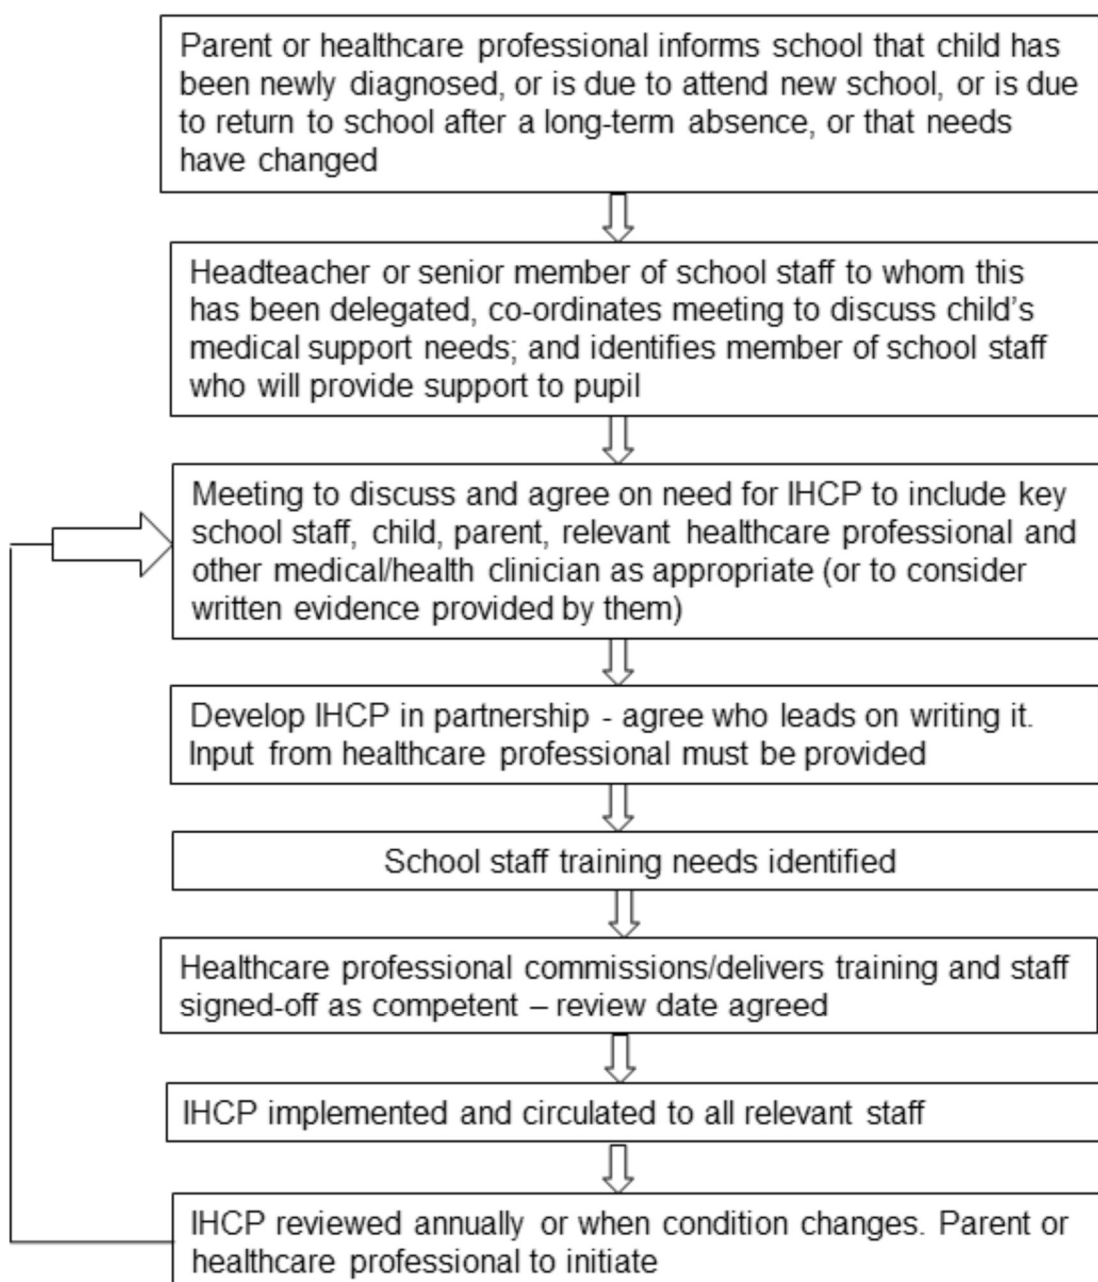 Parent or healthcare professional informs school that child has
been newly diagnosed, or is due to attend new school, or is due
to return to school after a long-term absence, or that needs
have changed
Headteacher or senior member of school staff to whom this
has been delegated, co-ordinates meeting to discuss child's
medical support needs; and identifies member of school staff
who will provide support to pupil
Meeting to discuss and agree on need for IHCP to include key
school staff, child, parent, relevant healthcare professional and
other medical/health clinician as appropriate (or to consider
written evidence provided by them)
Develop IHCP in partnership - agree who leads on writing it.
Input from healthcare professional must be provided
School staff training needs identified
Healthcare professional commissions/delivers training and staff
signed-off as competent – review date agreed
IHCP implemented and circulated to all relevant staff
IHCP reviewed annually or when condition changes. Parent or
healthcare professional to initiate